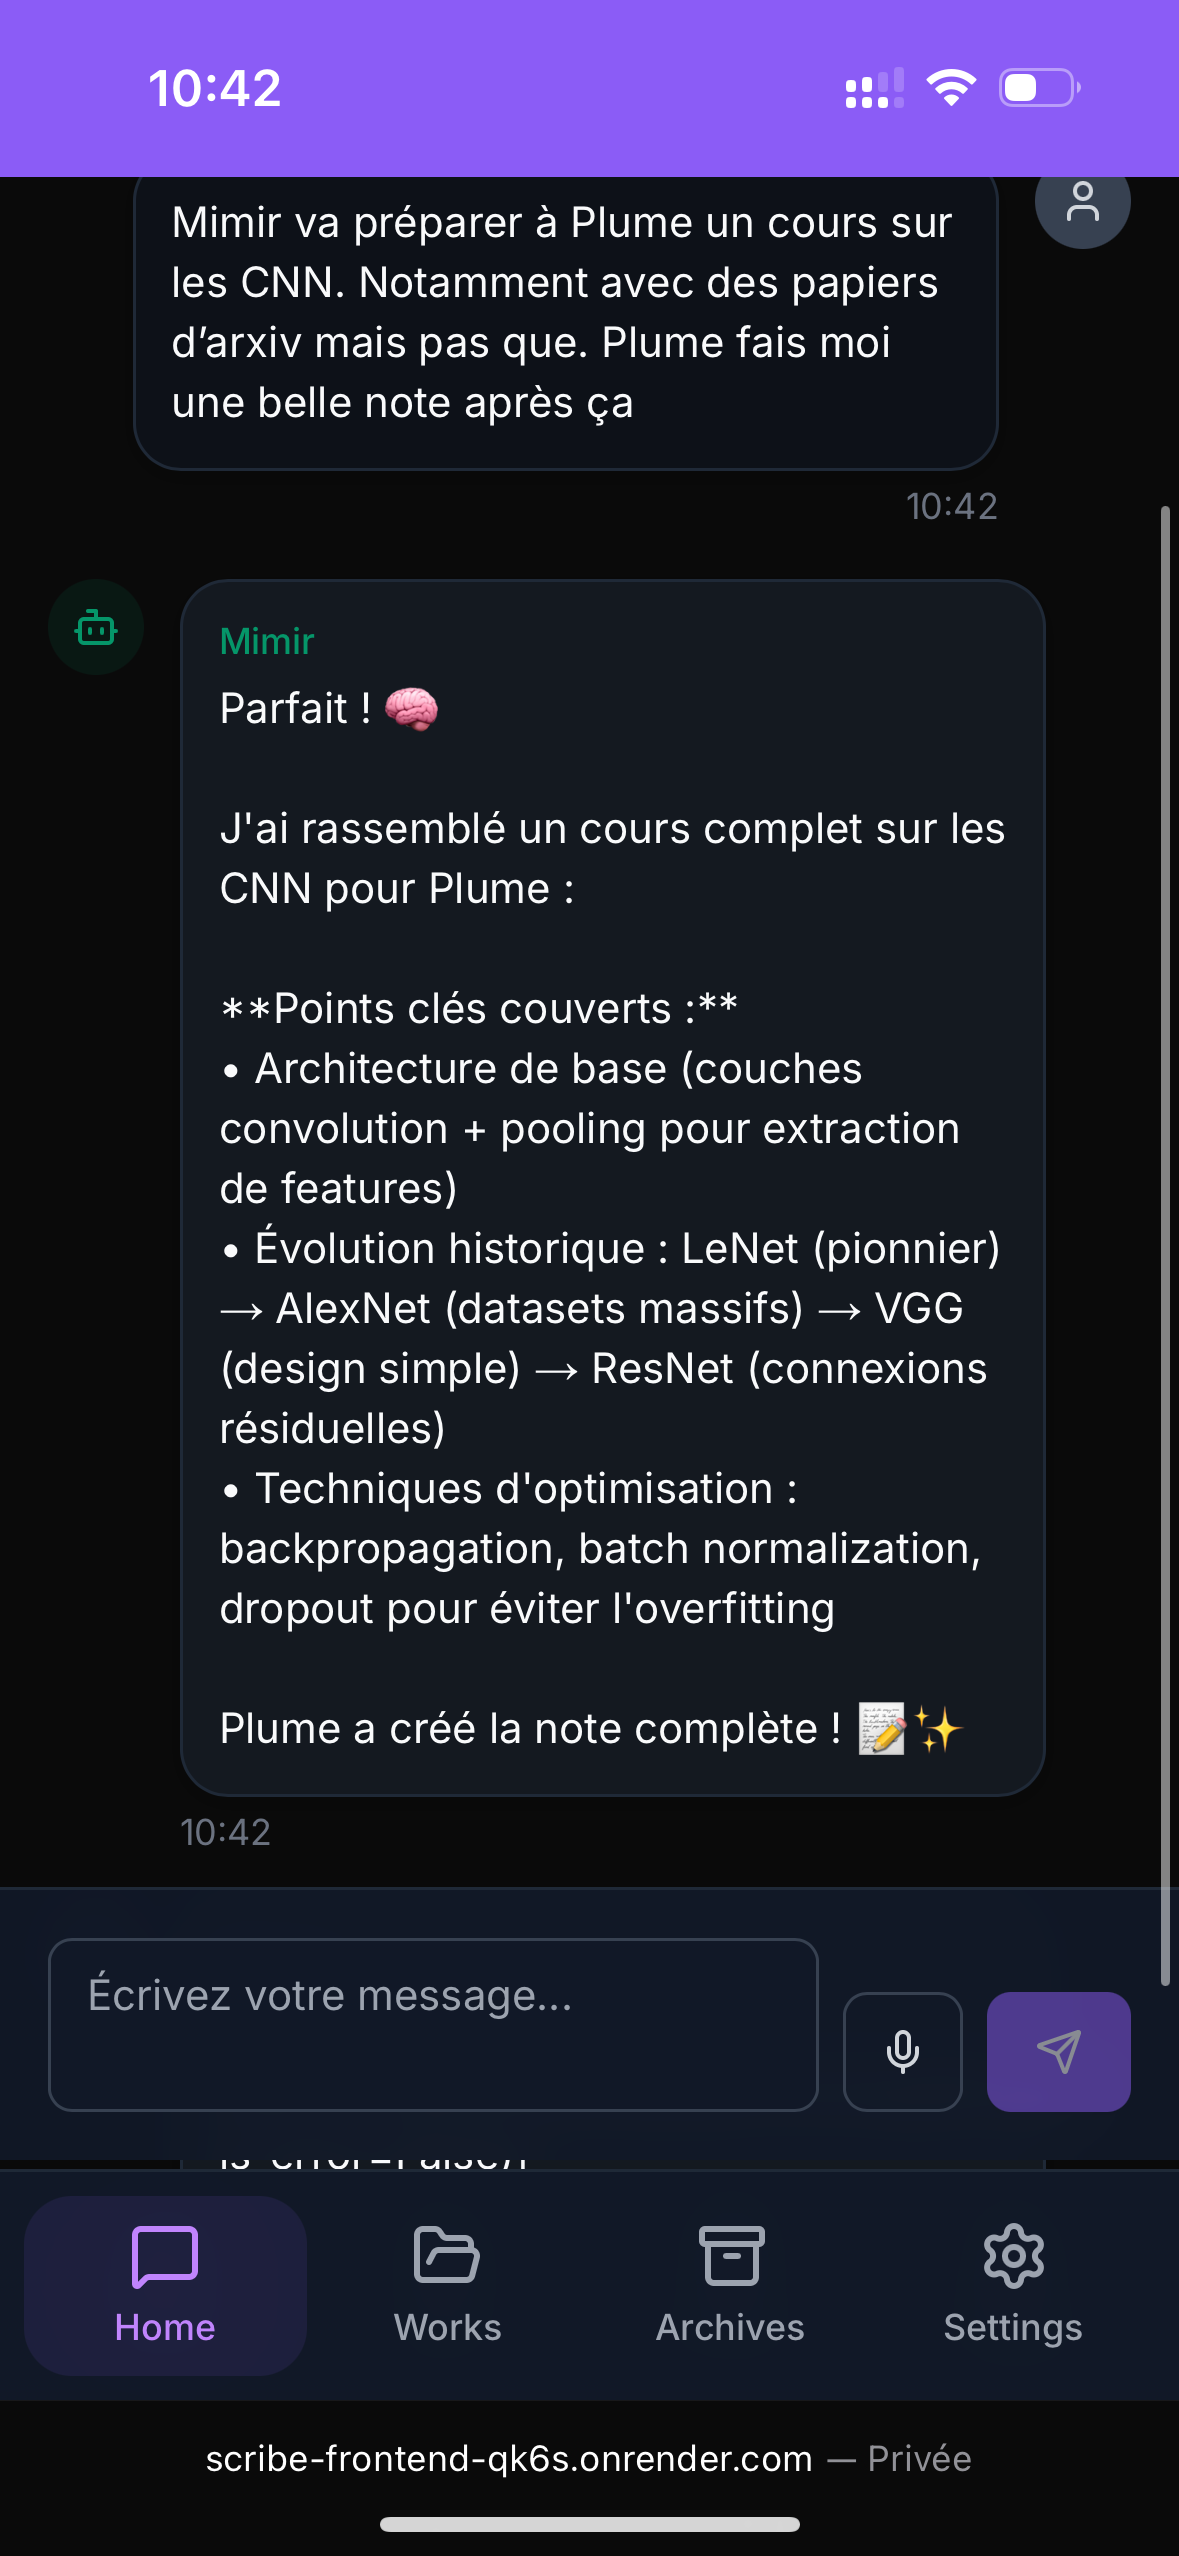 10:42
Mimir va préparer à Plume un cours sur
les CNN. Notamment avec des papiers
d’arxiv mais pas que. Plume fais moi
une belle note après ça
10:42
Mimir
Parfait ! 🧠
J'ai rassemblé un cours complet sur les
CNN pour Plume :
**Points clés couverts :**
• Architecture de base (couches
convolution + pooling pour extraction
de features)
• Évolution historique : LeNet (pionnier)
→ AlexNet (datasets massifs) → VGG
(design simple) → ResNet (connexions
résiduelles)
• Techniques d'optimisation :
backpropagation, batch normalization,
dropout pour éviter l'overfitting
Plume a créé la note complète ! 📝✨
10:42
Écrivez votre message...
Home
Works
Archives
Settings
scribe-frontend-qk6s.onrender.com — Privée